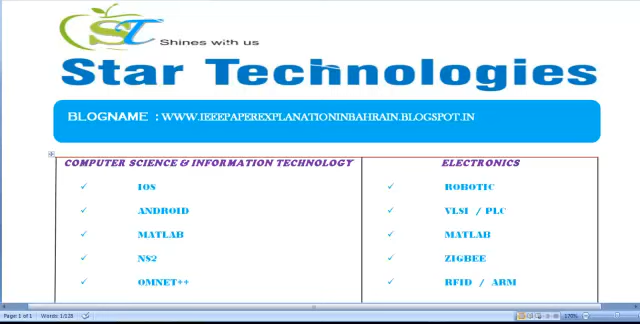 ST
Shines with us
Star Technologies
BLOGNAME : WWW.IEEEPAPEREXPLANATIONINBAHRAIN.BLOGSPOT.IN
COMPUTER SCIENCE & INFORMATION TECHNOLOGY ELECTRONICS
✓ IOS ✓ ROBOTIC
✓ ANDROID ✓ VLSI / PLC
✓ MATLAB ✓ MATLAB
✓ NS2 ✓ ZIGBEE
✓ OMNET++ ✓ RFID / ARM
Page: 1 of 1 Words: 1/125 170%